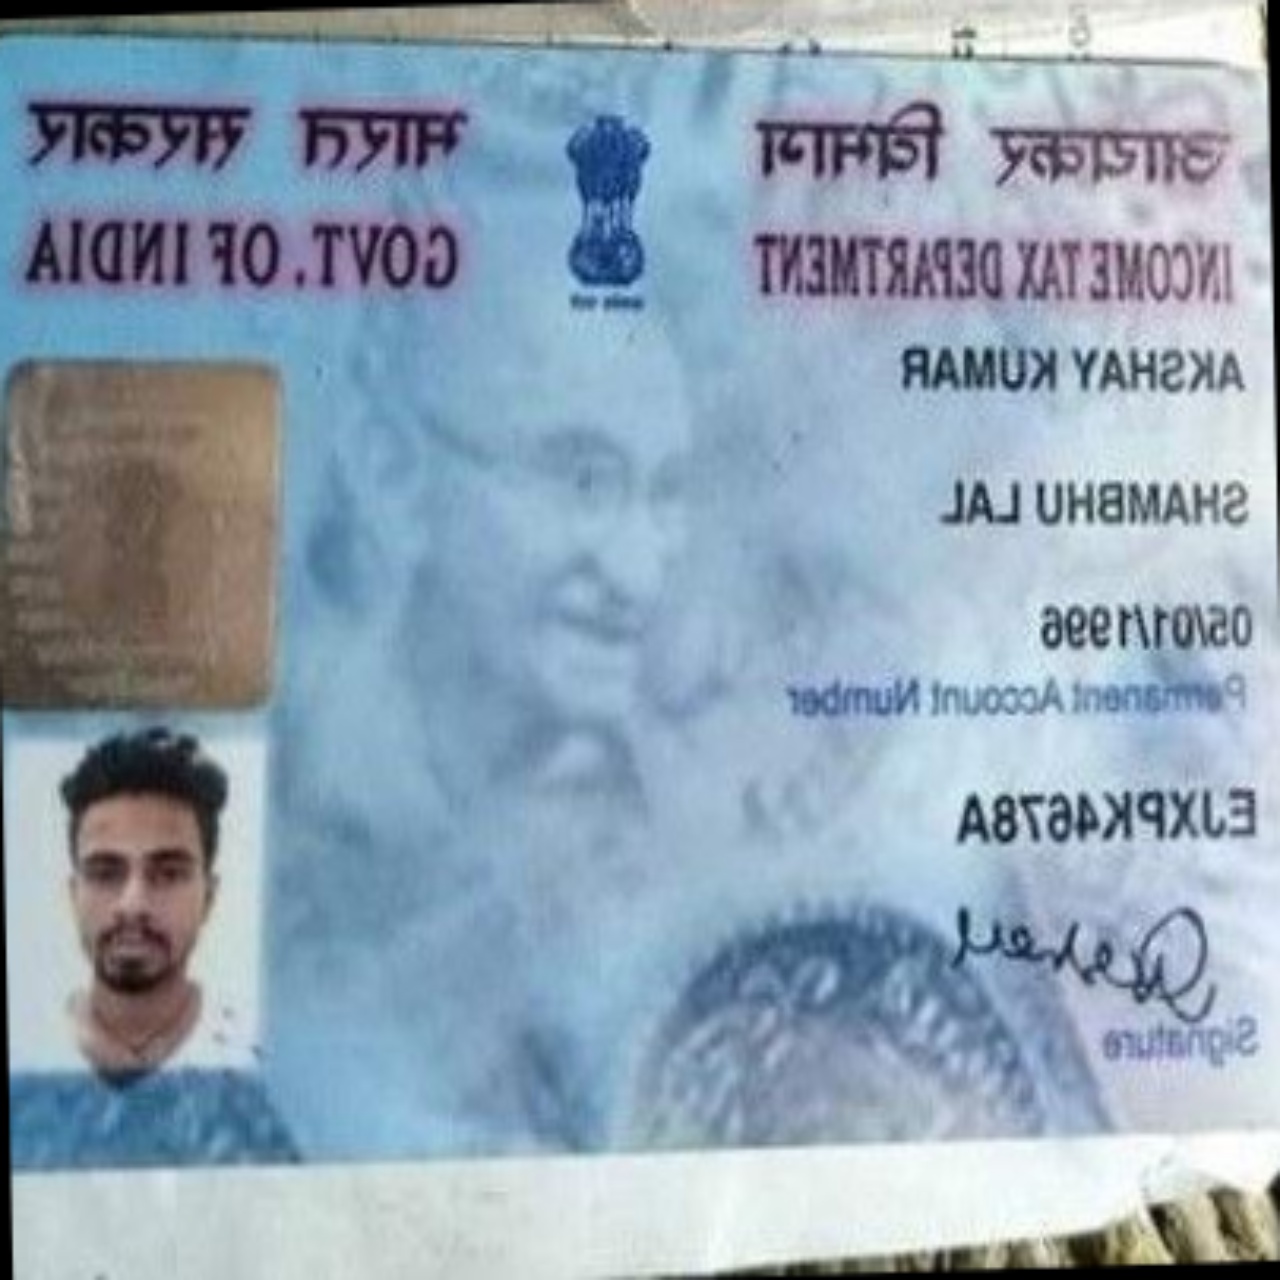 आयकर विभाग भारत सरकार
INCOME TAX DEPARTMENT GOVT. OF INDIA
AKSHAY KUMAR
SHAMBHU LAL
05/01/1996
Permanent Account Number
EJXPK4678A
Signature